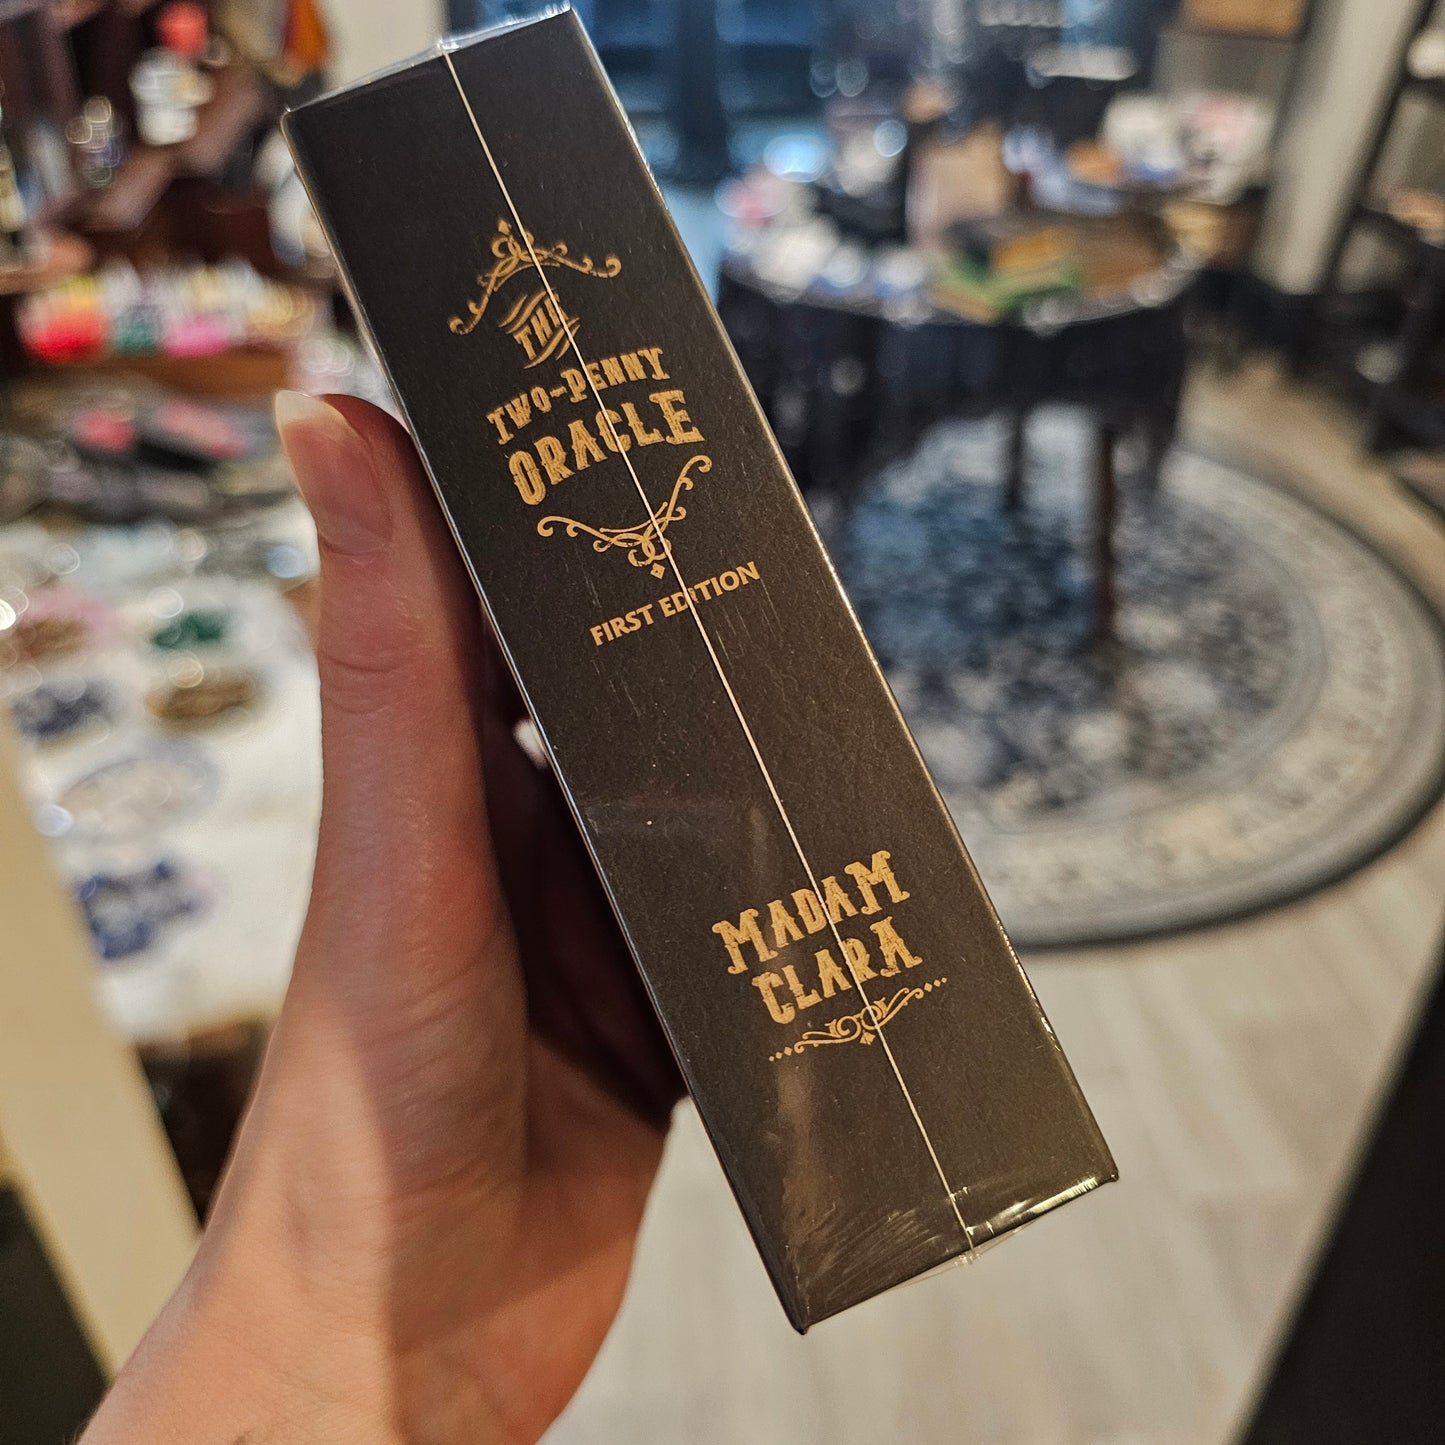 THE
TWO-PENNY
ORACLE
FIRST EDITION
MADAM
CLARA